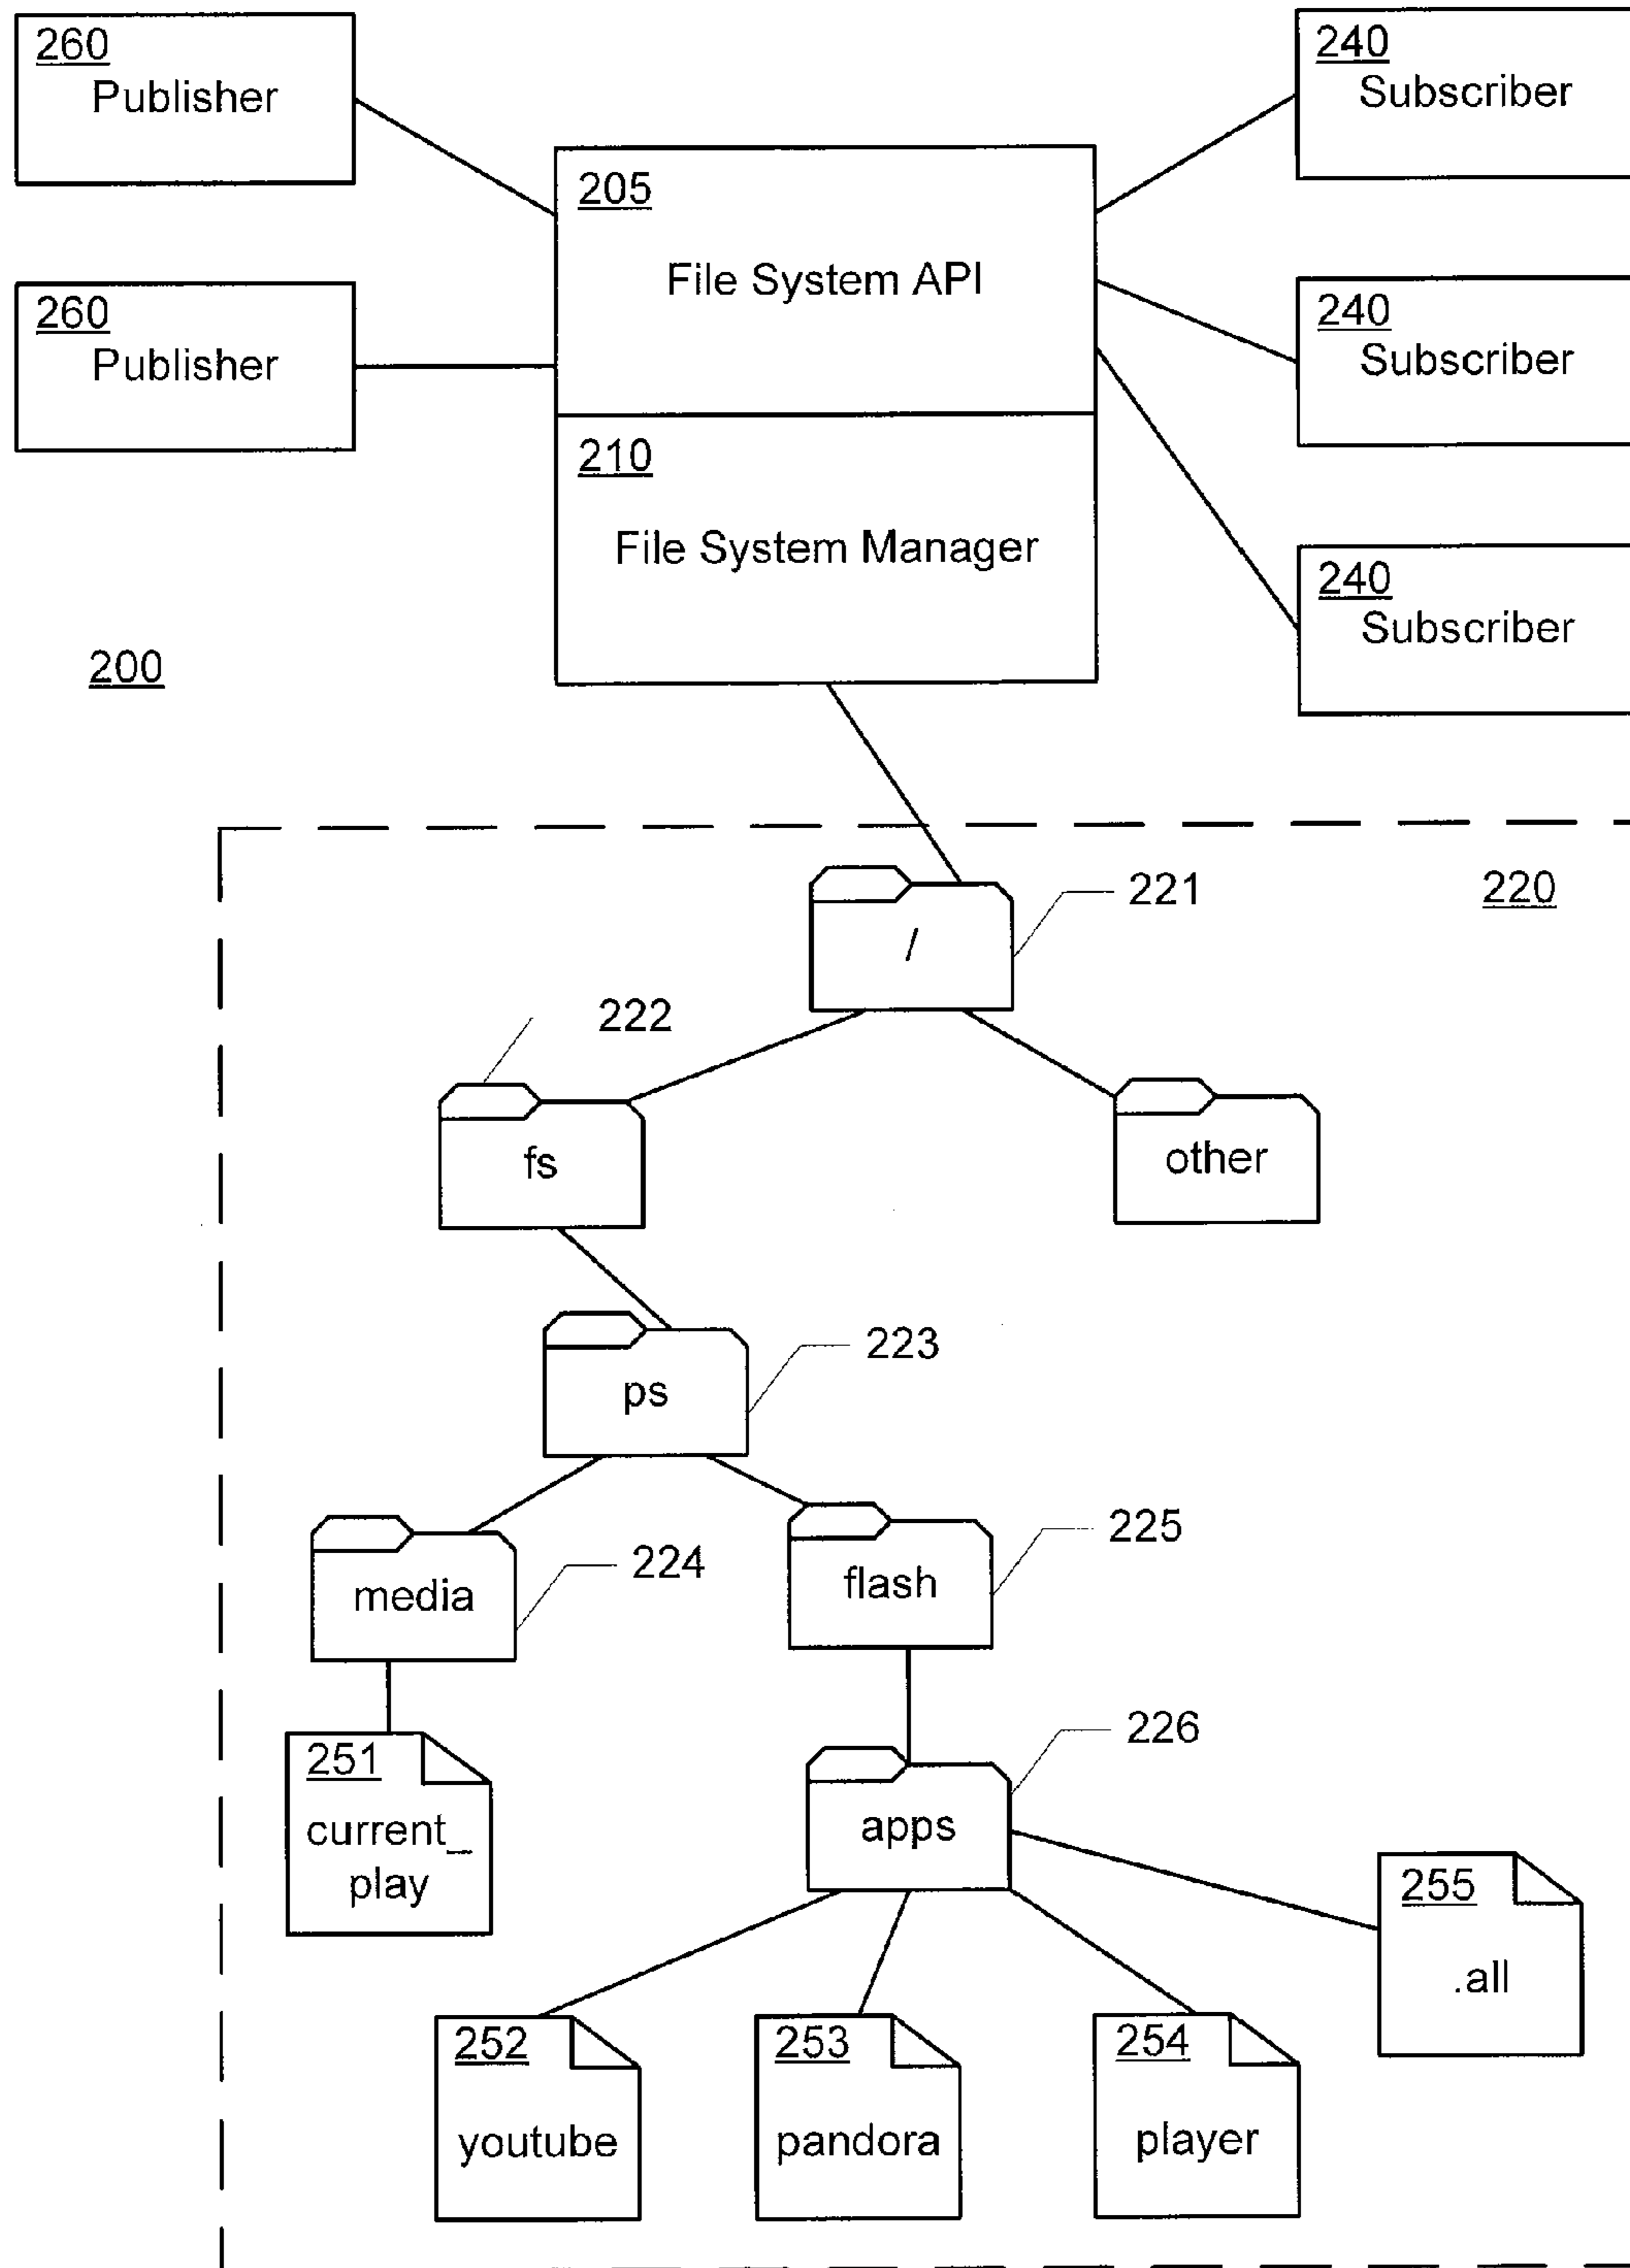 260
Publisher
240
Subscriber
205
File System API
260
Publisher
240
Subscriber
210
File System Manager
240
Subscriber
200
220
221
/
222
fs
other
223
ps
224
media
225
flash
226
apps
251
current_
play
255
.all
252
youtube
253
pandora
254
player